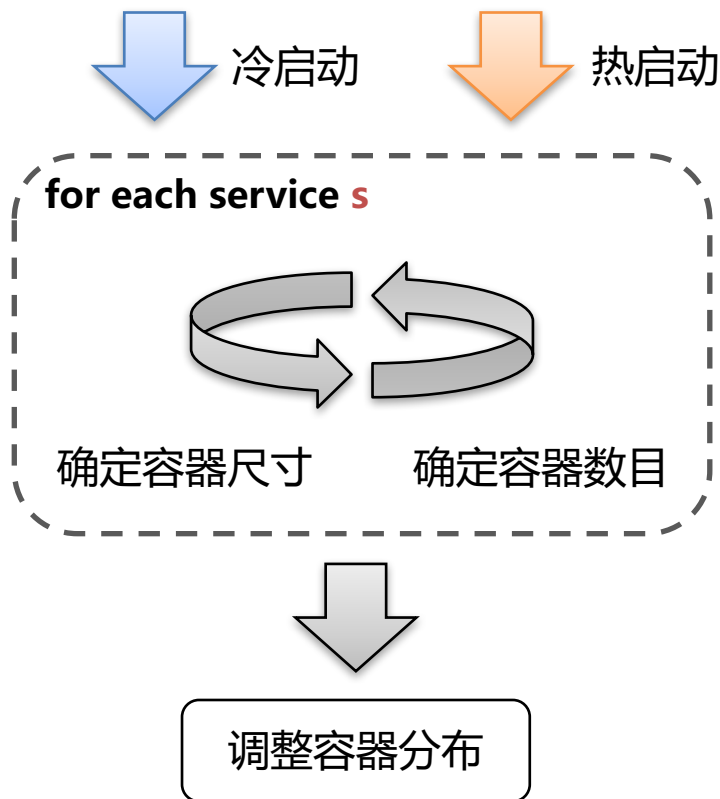 冷启动
热启动
for each service s
确定容器尺寸
确定容器数目
调整容器分布